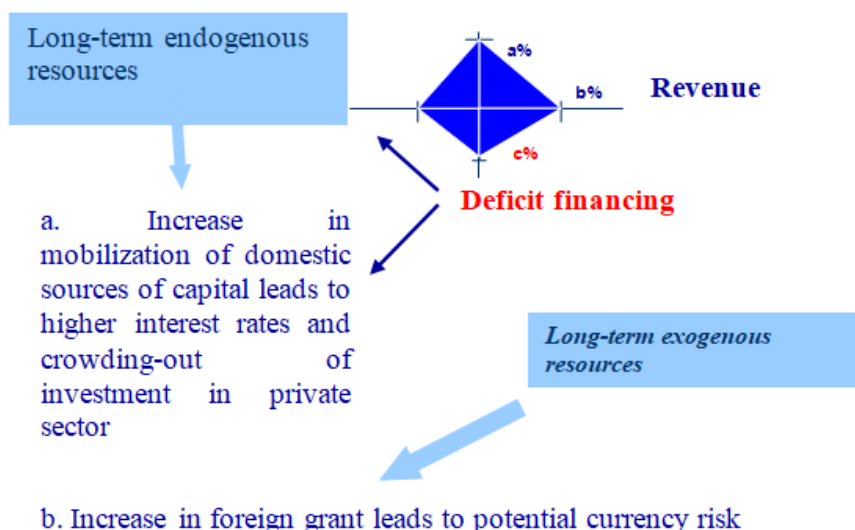 Long-term endogenous
resources
a%
b%
Revenue
c%
Deficit financing
a. Increase in
mobilization of domestic
sources of capital leads to
higher interest rates and
crowding-out of
investment in private
sector
Long-term exogenous
resources
b. Increase in foreign grant leads to potential currency risk